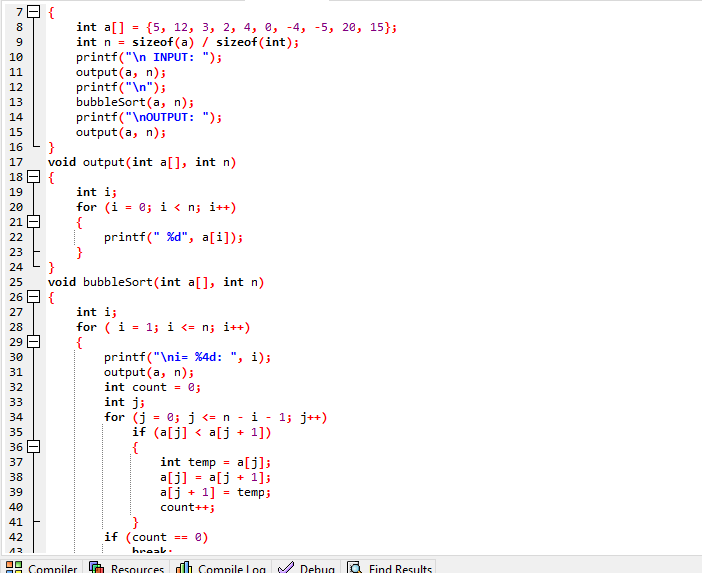 7 {
8 int a[] = {5, 12, 3, 2, 4, 0, -4, -5, 20, 15};
9 int n = sizeof(a) / sizeof(int);
10 printf("\n INPUT: ");
11 output(a, n);
12 printf("\n");
13 bubbleSort(a, n);
14 printf("\nOUTPUT: ");
15 output(a, n);
16 }
17 void output(int a[], int n)
18 {
19 int i;
20 for (i = 0; i < n; i++)
21 {
22 printf(" %d", a[i]);
23 }
24 }
25 void bubbleSort(int a[], int n)
26 {
27 int i;
28 for ( i = 1; i <= n; i++)
29 {
30 printf("\ni= %4d: ", i);
31 output(a, n);
32 int count = 0;
33 int j;
34 for (j = 0; j <= n - i - 1; j++)
35 if (a[j] < a[j + 1])
36 {
37 int temp = a[j];
38 a[j] = a[j + 1];
39 a[j + 1] = temp;
40 count++;
41 }
42 if (count == 0)
43 break;
Compiler Resources Compile Log Debug Find Results